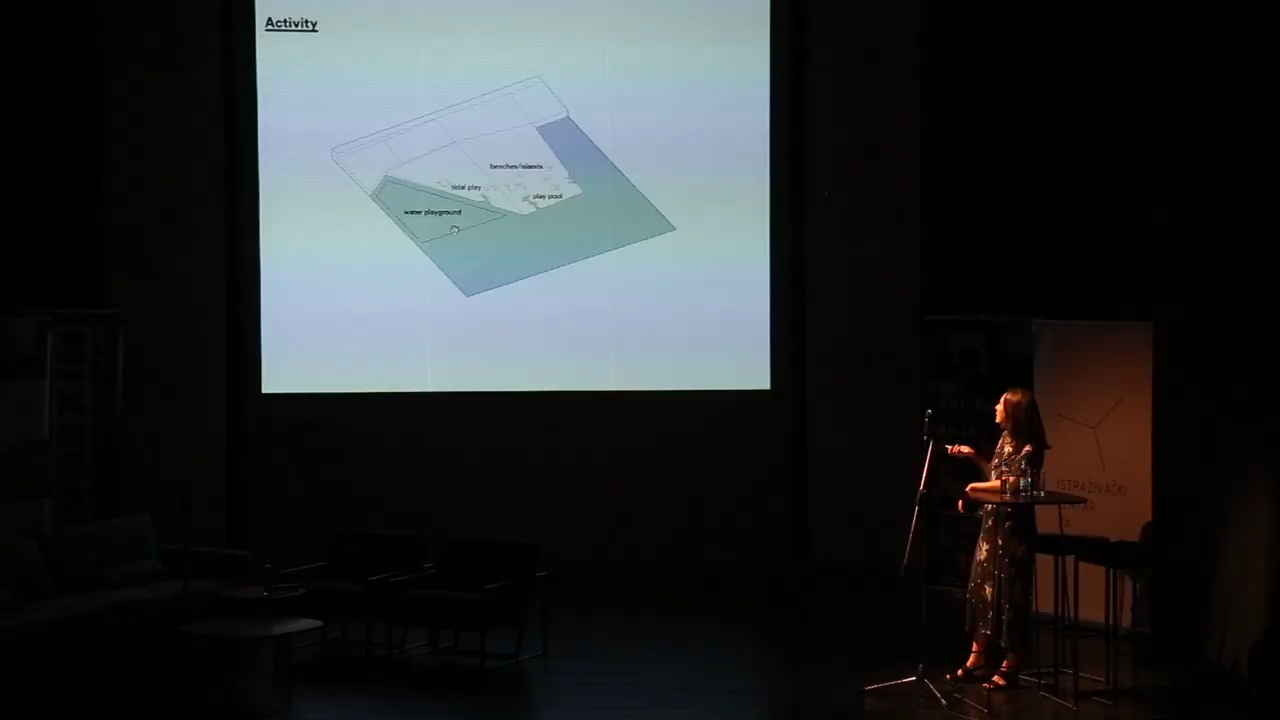 Activity
benches/islands
tidal play
play pool
water playground
ISTRAŽIVAČKI